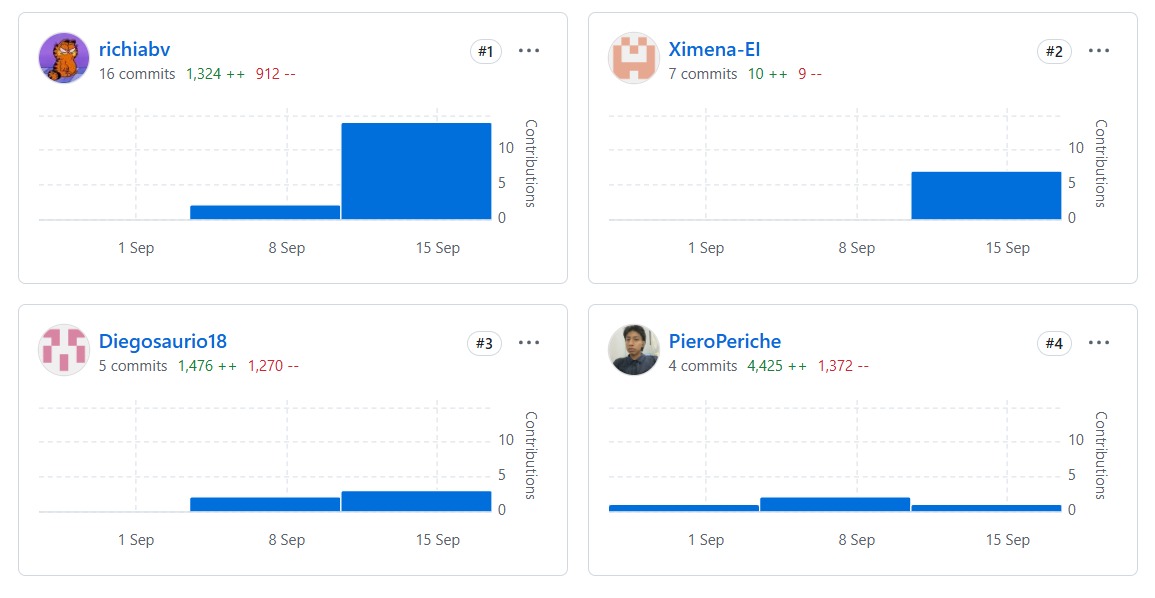 richiabv #1 ...
16 commits 1,324 ++ 912 --
Contributions
10
5
0
1 Sep 8 Sep 15 Sep
Ximena-EI #2 ...
7 commits 10 ++ 9 --
Contributions
10
5
0
1 Sep 8 Sep 15 Sep
Diegosaurio18 #3 ...
5 commits 1,476 ++ 1,270 --
Contributions
10
5
0
1 Sep 8 Sep 15 Sep
PieroPeriche #4 ...
4 commits 4,425 ++ 1,372 --
Contributions
10
5
0
1 Sep 8 Sep 15 Sep